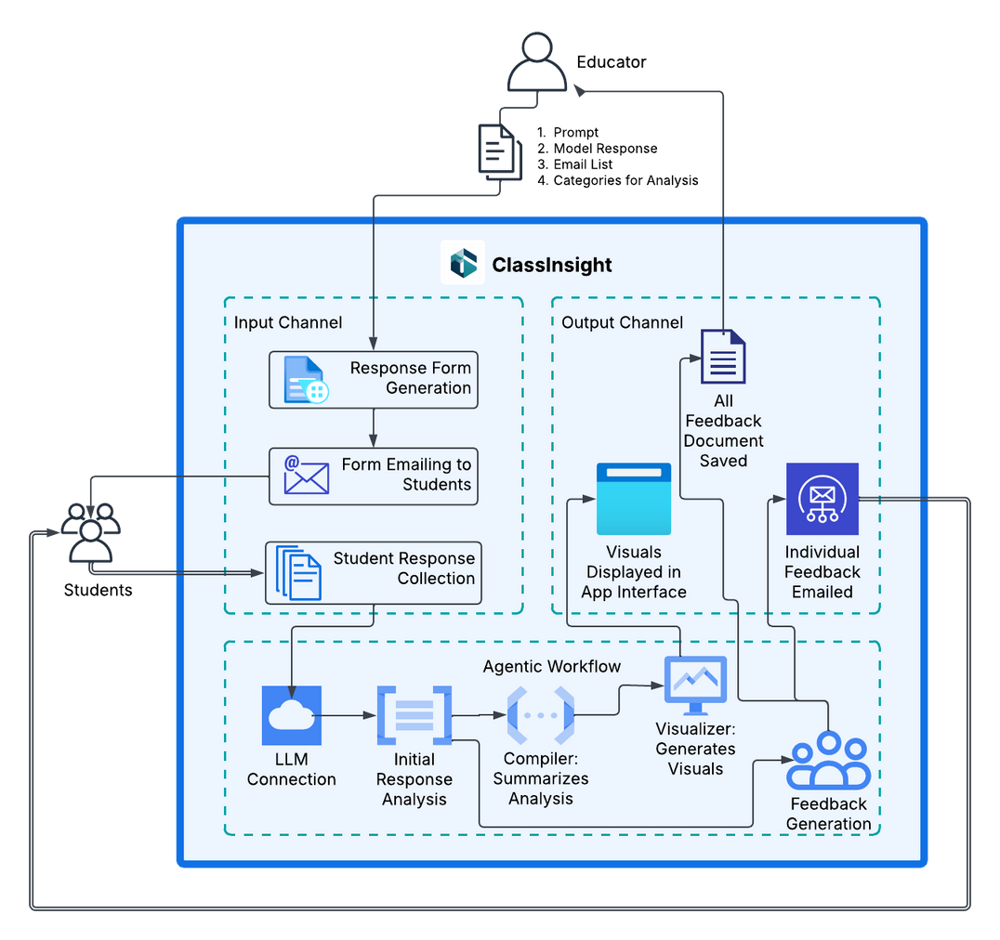 Educator
1. Prompt
2. Model Response
3. Email List
4. Categories for Analysis
ClassInsight
Input Channel
Response Form
Generation
@
Form Emailing to
Students
Student Response
Collection
Students
Output Channel
All
Feedback
Document
Saved
Visuals
Displayed in
App Interface
Individual
Feedback
Emailed
Agentic Workflow
LLM
Connection
Initial
Response
Analysis
Compiler:
Summarizes
Analysis
Visualizer:
Generates
Visuals
Feedback
Generation